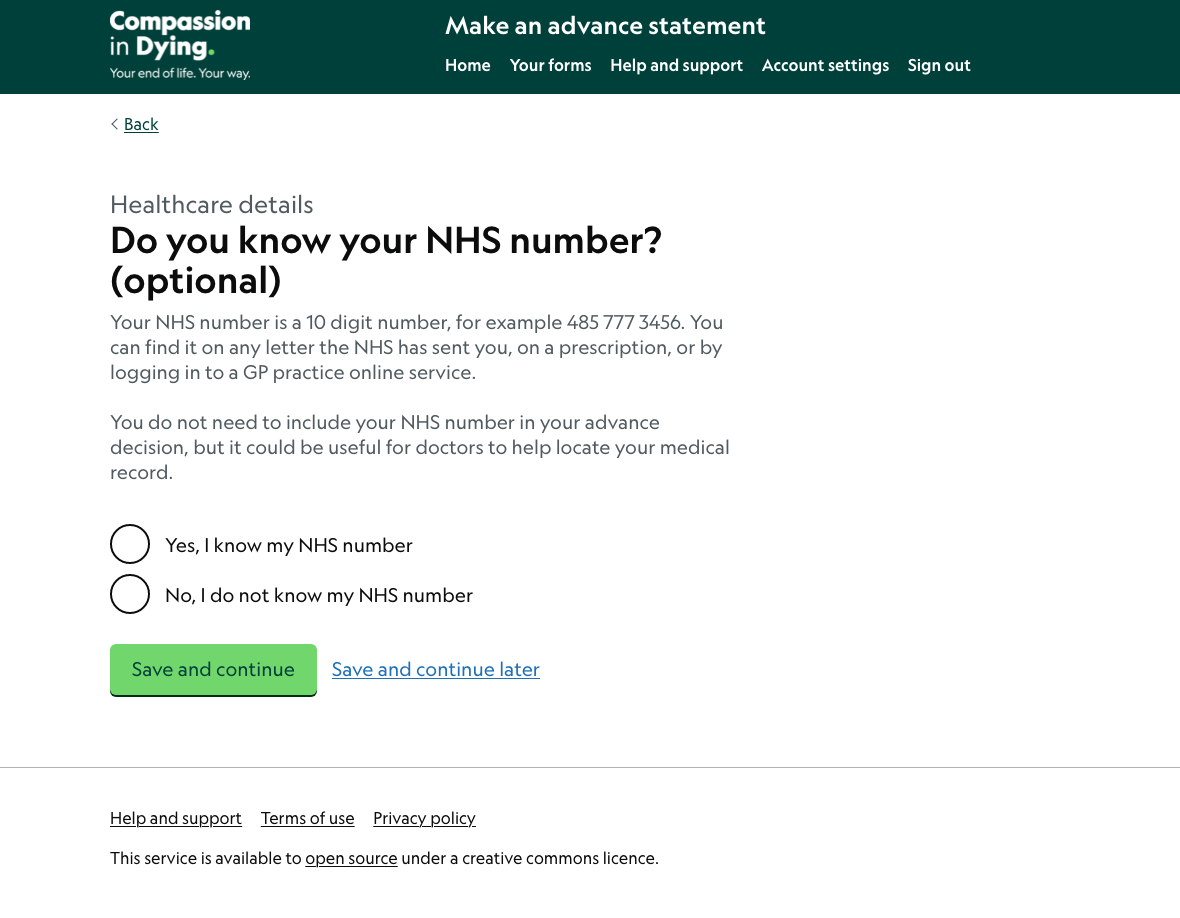 Compassion
in Dying.
Your end of life. Your way.
Make an advance statement
Home Your forms Help and support Account settings Sign out
Back
Healthcare details
Do you know your NHS number?
(optional)
Your NHS number is a 10 digit number, for example 485 777 3456. You
can find it on any letter the NHS has sent you, on a prescription, or by
logging in to a GP practice online service.
You do not need to include your NHS number in your advance
decision, but it could be useful for doctors to help locate your medical
record.
Yes, I know my NHS number
No, I do not know my NHS number
Save and continue Save and continue later
Help and support Terms of use Privacy policy
This service is available to open source under a creative commons licence.